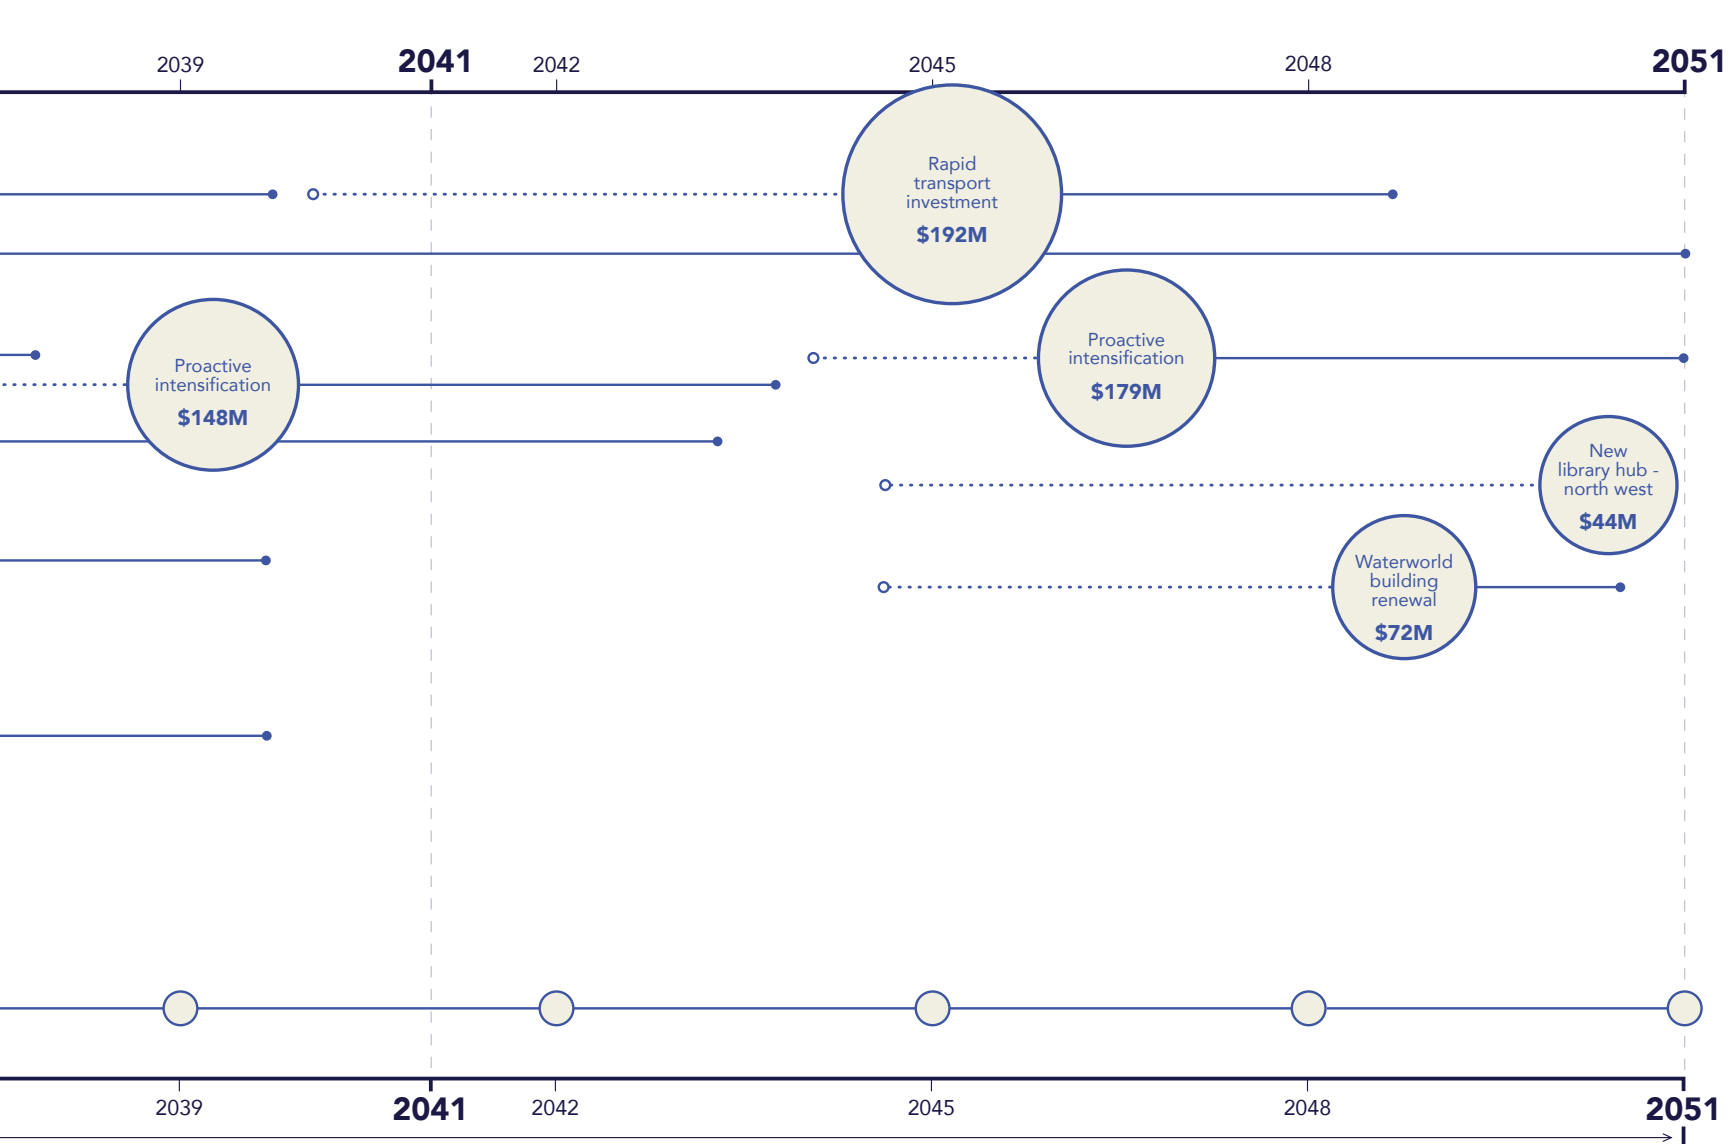 2039 2041 2042 2045 2048 2051
Rapid
transport
investment
$192M
Proactive
intensification
$179M
Proactive
intensification
$148M
New
library hub -
north west
$44M
Waterworld
building
renewal
$72M
2039 2041 2042 2045 2048 2051